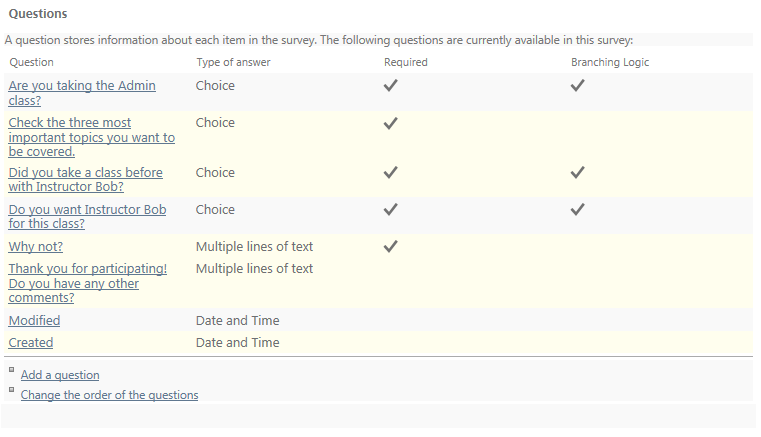 Questions
A question stores information about each item in the survey. The following questions are currently available in this survey:
Question Type of answer Required Branching Logic
Are you taking the Admin Choice
class?
Check the three most Choice
important topics you want to
be covered.
Did you take a class before Choice
with Instructor Bob?
Do you want Instructor Bob Choice
for this class?
Why not? Multiple lines of text
Thank you for participating! Multiple lines of text
Do you have any other
comments?
Modified Date and Time
Created Date and Time
Add a question
Change the order of the questions